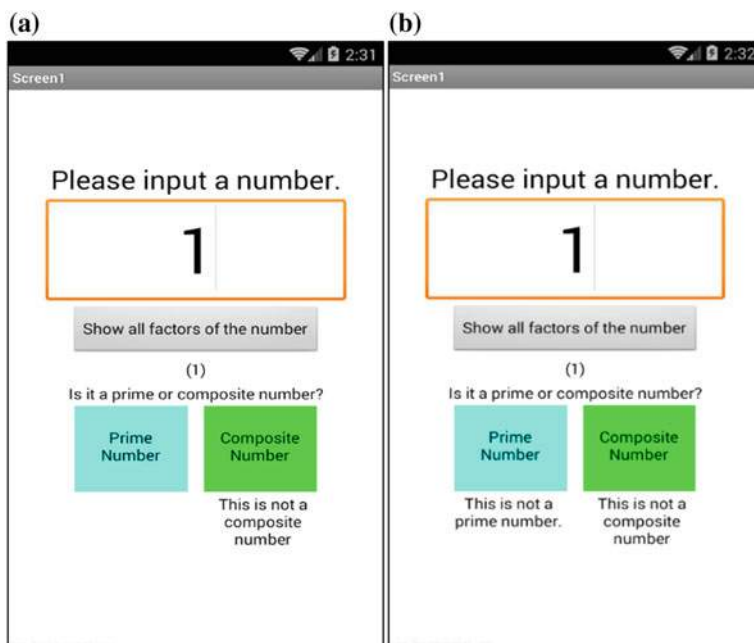 (a)
2:31
Screen1
Please input a number.
1
Show all factors of the number
(1)
Is it a prime or composite number?
Prime
Number
Composite
Number
This is not a
composite
number
(b)
2:32
Screen1
Please input a number.
1
Show all factors of the number
(1)
Is it a prime or composite number?
Prime
Number
Composite
Number
This is not a
prime number.
This is not a
composite
number